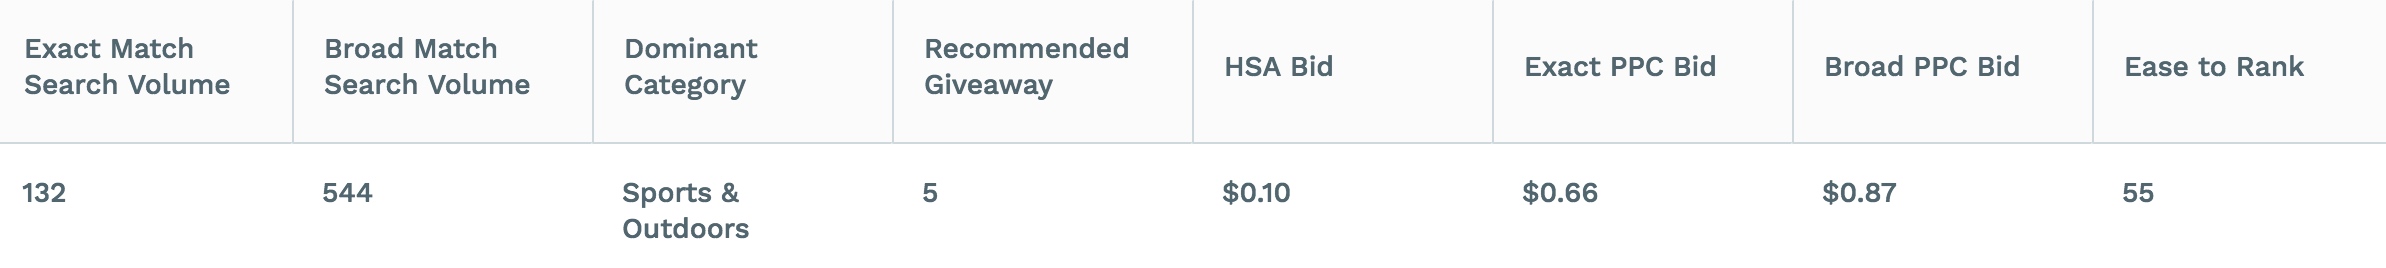 Exact Match
Search Volume
Broad Match
Search Volume
Dominant
Category
Recommended
Giveaway
HSA Bid
Exact PPC Bid
Broad PPC Bid
Ease to Rank
132
544
Sports &
Outdoors
5
$0.10
$0.66
$0.87
55